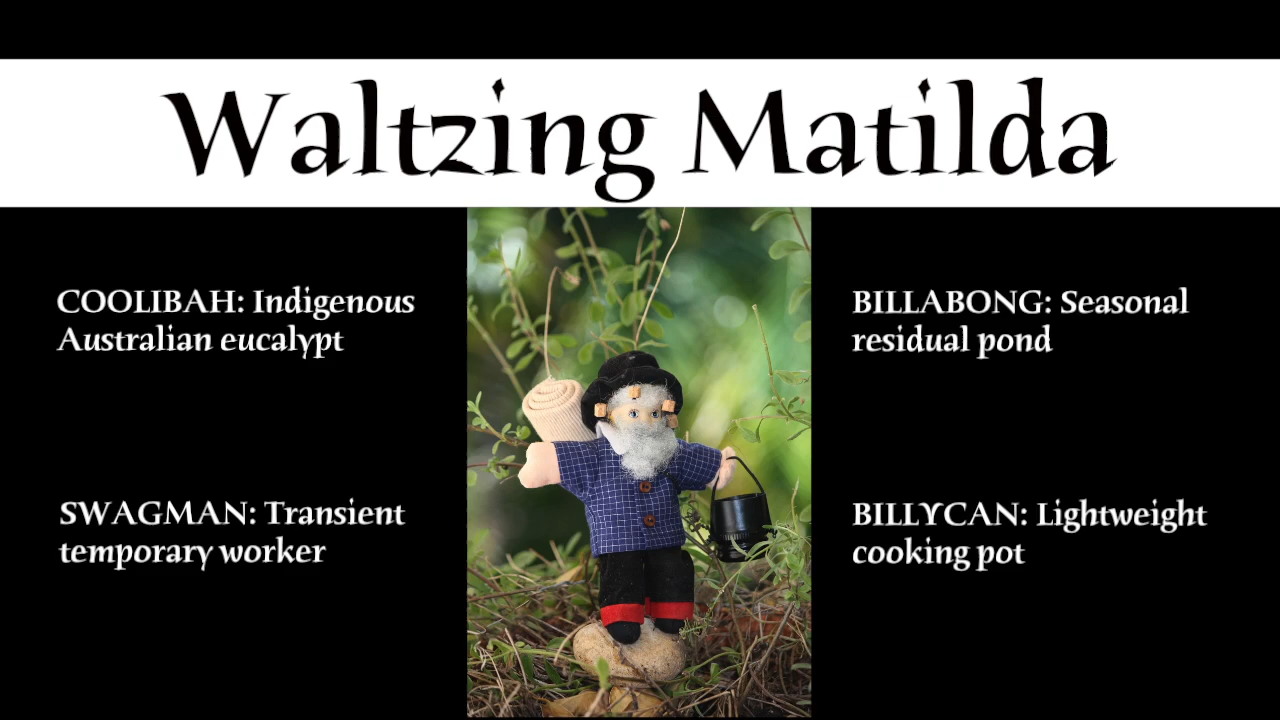 Waltzing Matilda
COOLIBAH: Indigenous
Australian eucalypt
SWAGMAN: Transient
temporary worker
BILLABONG: Seasonal
residual pond
BILLYCAN: Lightweight
cooking pot